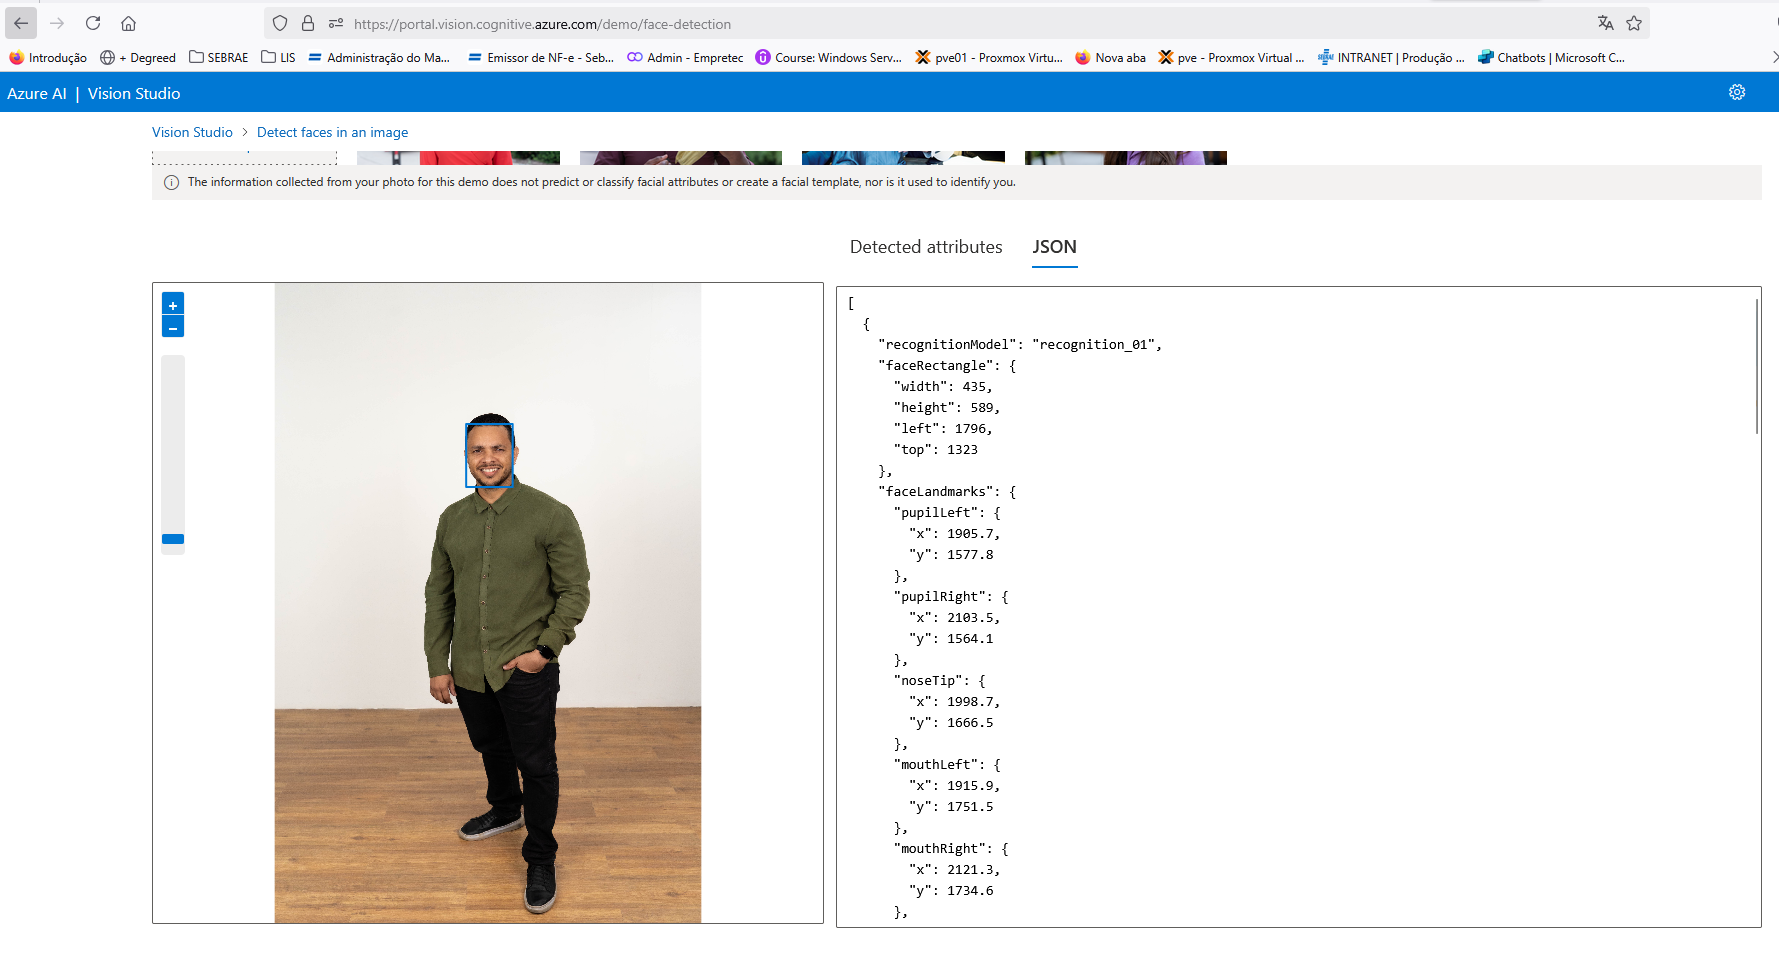 https://portal.vision.cognitive.azure.com/demo/face-detection
Introdução
+ Degreed
SEBRAE
LIS
Administração do Ma...
Emissor de NF-e - Seb...
Admin - Empretec
Course: Windows Serv...
pve01 - Proxmox Virtu...
Nova aba
pve - Proxmox Virtual ...
INTRANET | Produção ...
Chatbots | Microsoft C...
Azure AI | Vision Studio
Vision Studio > Detect faces in an image
The information collected from your photo for this demo does not predict or classify facial attributes or create a facial template, nor is it used to identify you.
Detected attributes
JSON
+
−
[
{
"recognitionModel": "recognition_01",
"faceRectangle": {
"width": 435,
"height": 589,
"left": 1796,
"top": 1323
},
"faceLandmarks": {
"pupilLeft": {
"x": 1905.7,
"y": 1577.8
},
"pupilRight": {
"x": 2103.5,
"y": 1564.1
},
"noseTip": {
"x": 1998.7,
"y": 1666.5
},
"mouthLeft": {
"x": 1915.9,
"y": 1751.5
},
"mouthRight": {
"x": 2121.3,
"y": 1734.6
},